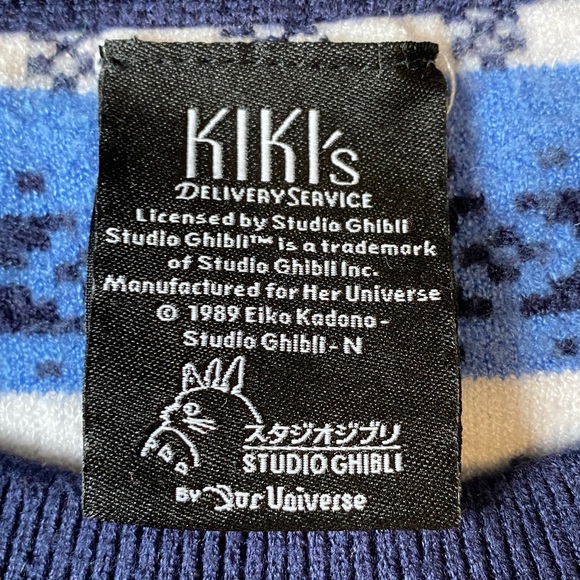 KIKI's
DELIVERY SERVICE
Licensed by Studio Ghibli
Studio Ghibli™ is a trademark
of Studio Ghibli Inc.
Manufactured for Her Universe
© 1989 Eiko Kadono -
Studio Ghibli - N
スタジオジブリ
STUDIO GHIBLI
By Her Universe